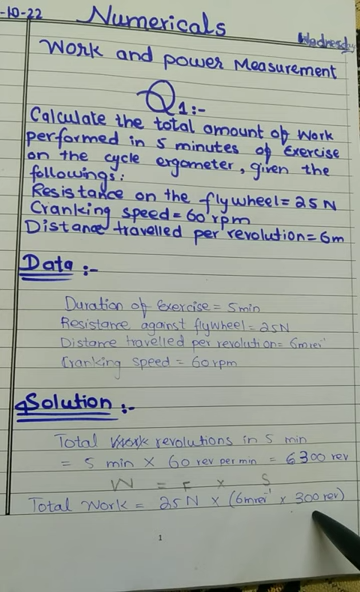 -10-22 Numericals Wednesday
Work and power Measurement
Q1:-
Calculate the total amount of work
performed in 5 minutes of Exercise
on the cycle ergometer, given the
followings:
Resistance on the flywheel = 25 N
Cranking speed = 60 rpm
Distance travelled per revolution = 6m
Data :-
Duration of Exercise = 5min
Resistance against flywheel = 25N
Distance travelled per revolution = 6mrev⁻¹
Cranking speed = 60rpm
Solution :-
Total revolutions in 5 min
= 5 min × 60 rev per min = 6300 rev
W = F × S
Total Work = 25 N × (6mrev⁻¹ × 300 rev)
1